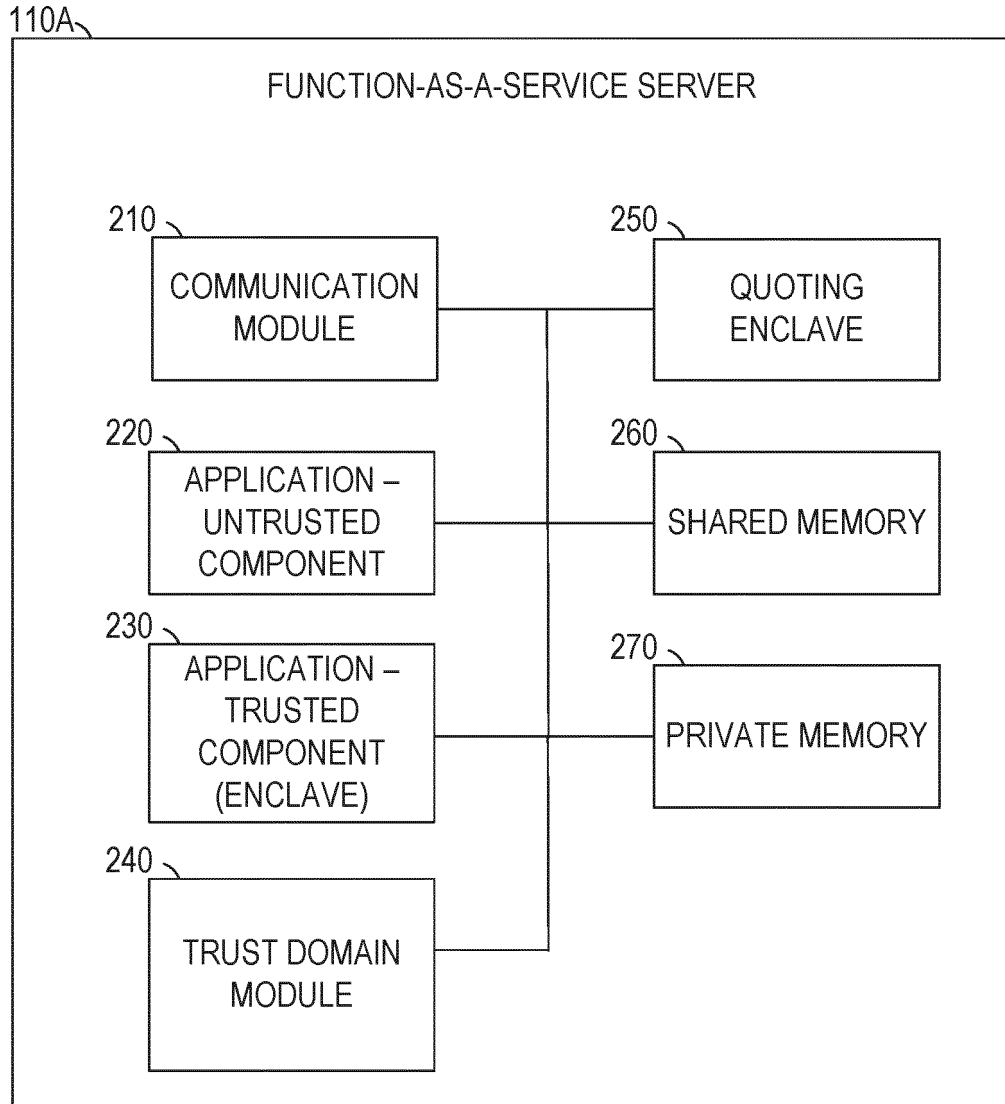 110A
FUNCTION-AS-A-SERVICE SERVER
210
COMMUNICATION
MODULE
250
QUOTING
ENCLAVE
220
APPLICATION –
UNTRUSTED
COMPONENT
260
SHARED MEMORY
230
APPLICATION –
TRUSTED
COMPONENT
(ENCLAVE)
270
PRIVATE MEMORY
240
TRUST DOMAIN
MODULE